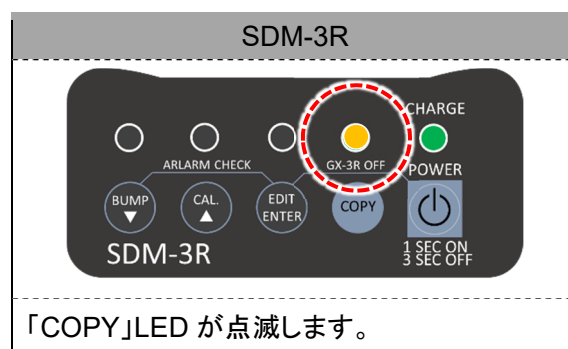 SDM-3R
CHARGE
ARLARM CHECK
GX-3R OFF
POWER
BUMP
▼
CAL.
▲
EDIT
ENTER
COPY
SDM-3R
1 SEC ON
3 SEC OFF
「COPY」LED が点滅します。